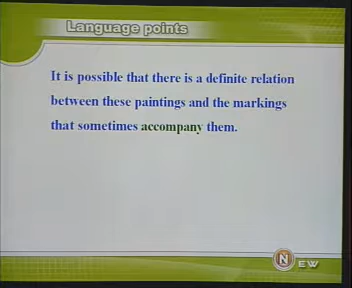 Language points
It is possible that there is a definite relation
between these paintings and the markings
that sometimes accompany them.
N EW